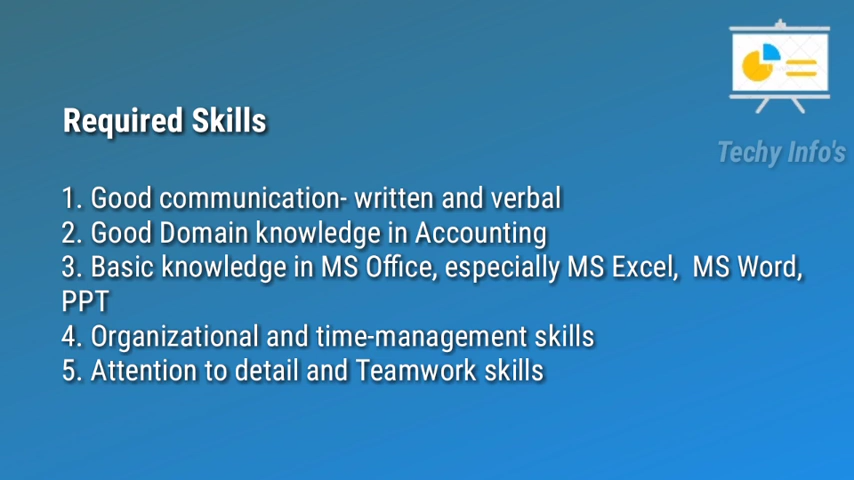 Techy Info's
Required Skills
1. Good communication- written and verbal
2. Good Domain knowledge in Accounting
3. Basic knowledge in MS Office, especially MS Excel,  MS Word,
PPT
4. Organizational and time-management skills
5. Attention to detail and Teamwork skills